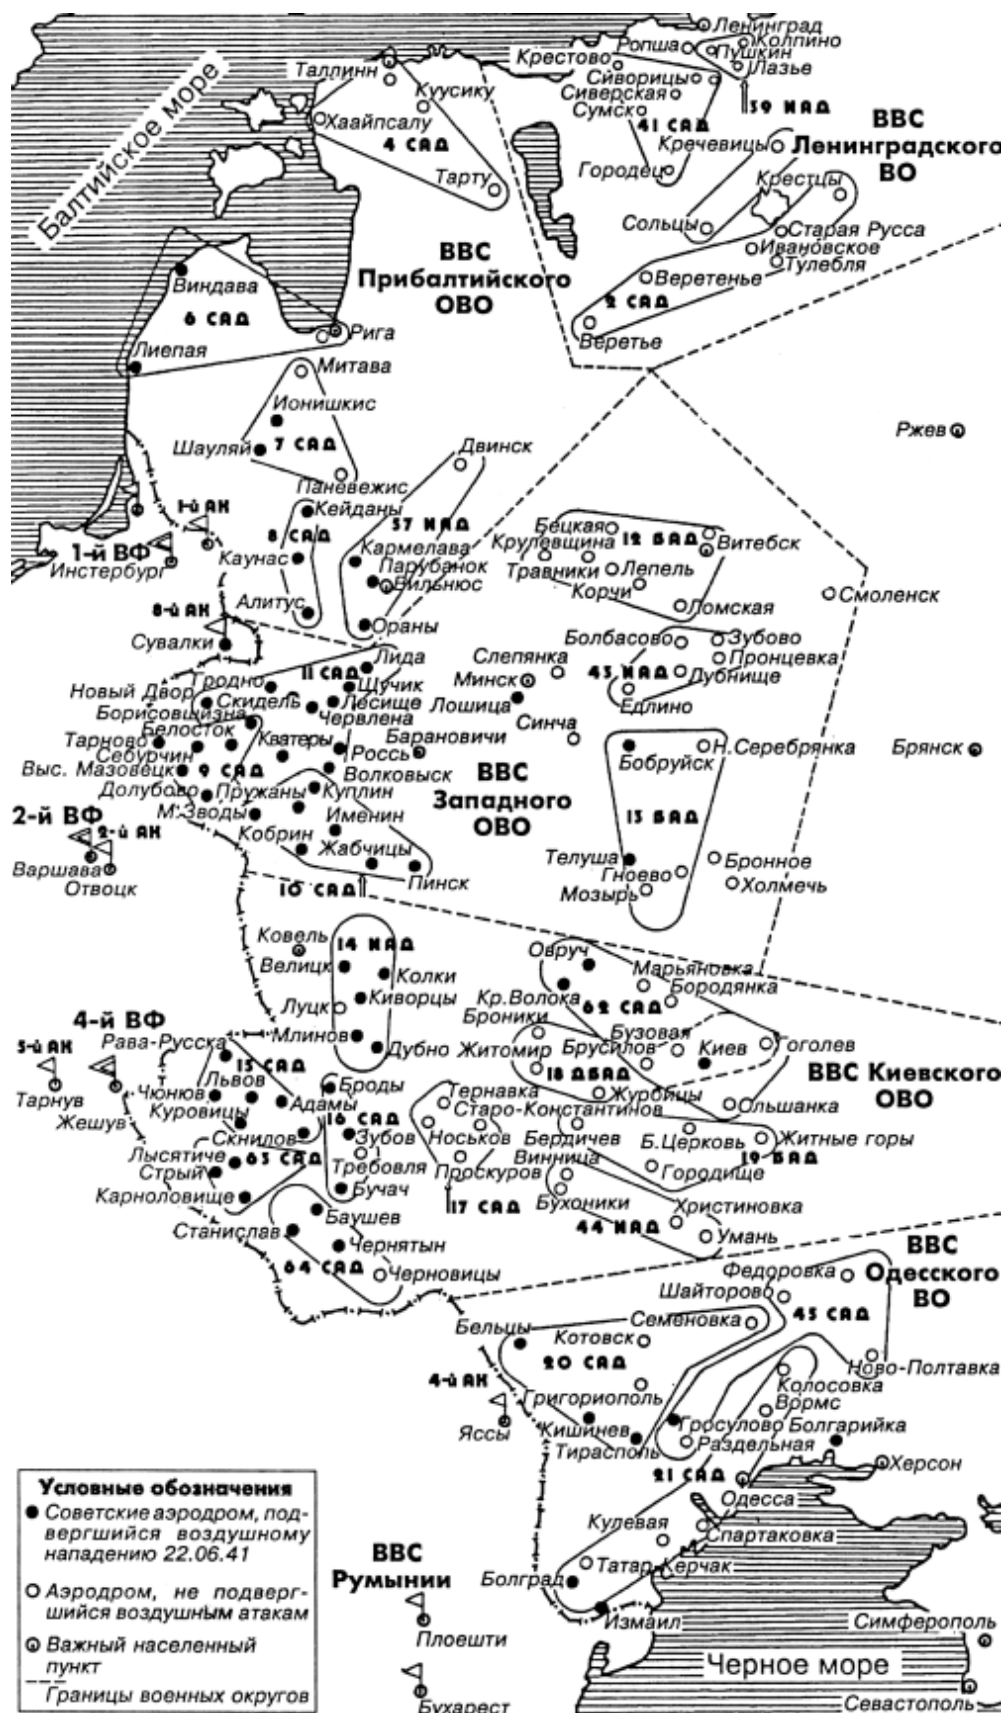 Ленинград
Колпино
Ропша
Пушкин
Крестово
Лазье
Таллинн
Сиворицы
Куусику
Сиверская
39 ИАД
Сумск
Хаайпсалу
41 САД
ВВС
Ленинградского
ВО
4 САД
Кречевицы
Балтийское море
Городец
Крестцы
Тарту
Сольцы
Старая Русса
Ивановское
Тулебля
ВВС
Прибалтийского
ОВО
Виндава
Веретенье
6 САД
2 САД
Рига
Веретье
Лиепая
Митава
Ионишкис
Ржев
Шауляй
7 САД
Двинск
Паневежис
Кейданы
1-й АК
57 ИАД
Бецкая
12 БАД
Витебск
8 САД
1-й ВФ
Крулевщина
Кармелава
Инстербург
Каунас
Парубанок
Травники
Лепель
Вильнюс
Корчи
Смоленск
8-й АК
Алитус
Ломская
Ораны
Болбасово
Зубово
Сувалки
Лида
Слепянка
Пронцевка
11 САД
43 ИАД
Лубнище
Гродно
Щучик
Минск
Новый Двор
Скидель
Лесище
Лошица
Едлино
Борисовщизна
Червлена
Синча
Белосток
Тарново
Кватеры
Барановичи
Н.Серебрянка
Брянск
Себурчин
Россь
Бобруйск
Выс. Мазовецк
9 САД
Волковыск
ВВС
Западного
ОВО
Долубово
Пружаны
Куплин
2-й ВФ
М.Зводы
Именин
13 БАД
2-й АК
Кобрин
Жабчицы
Телуша
Бронное
Варшава
Гноево
Отвоцк
Пинск
Мозырь
Холмечь
10 САД
Ковель
14 ИАД
Овруч
Велицк
Колки
Марьяновка
Бородянка
Луцк
Киворцы
Кр.Волока
62 САД
4-й ВФ
Броники
Млинов
Бузовая
3-й АК
Рава-Русска
Дубно
Житомир
Брусилов
Киев
Гоголев
15 САД
18 ДБАД
ВВС Киевского
ОВО
Львов
Броды
Тарнув
Чюнюв
Тернавка
Журбицы
Жешув
Куровицы
Адамы
Старо-Константинов
Ольшанка
16 САД
Скнилов
Зубов
Носьков
Бердичев
Б.Церковь
Житные горы
Лысятиче
63 САД
Требовля
Винница
19 БАД
Стрый
Проскуров
Городище
Карноловище
Бучач
17 САД
Бухоники
Баушев
44 ИАД
Христиновка
Станислав
Умань
Чернятын
ВВС
Одесского
ВО
64 САД
Черновицы
Федоровка
Шайторово
45 САД
Бельцы
Семеновка
Котовск
20 САД
Ново-Полтавка
4-й АК
Колосовка
Григориополь
Вормс
Яссы
Кишинев
Гросулово
Болгарийка
Тирасполь
Раздельная
Херсон
21 САД
Одесса
Кулевая
Спартаковка
ВВС
Румынии
Татар-Керчак
Болград
Измаил
Плоешти
Симферополь
Черное море
Бухарест
Севастополь
Условные обозначения
Советские аэродром, под-
вергшийся воздушному
нападению 22.06.41
Аэродром, не подверг-
шийся воздушным атакам
Важный населенный
пункт
Границы военных округов